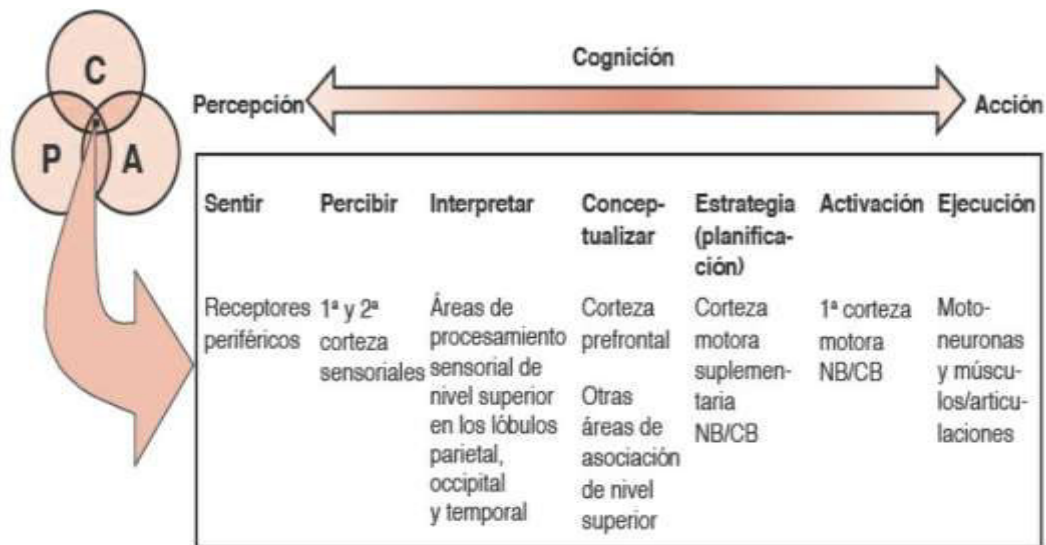 C
P
A
Cognición
Percepción
Acción
Sentir
Percibir
Interpretar
Concep-
tualizar
Estrategia
(planifica-
ción)
Activación
Ejecución
Receptores
periféricos
1ª y 2ª
corteza
sensoriales
Áreas de
procesamiento
sensorial de
nivel superior
en los lóbulos
parietal,
occipital
y temporal
Corteza
prefrontal
Otras
áreas de
asociación
de nivel
superior
Corteza
motora
suplemen-
taria
NB/CB
1ª corteza
motora
NB/CB
Moto-
neuronas
y múscu-
los/articu-
laciones